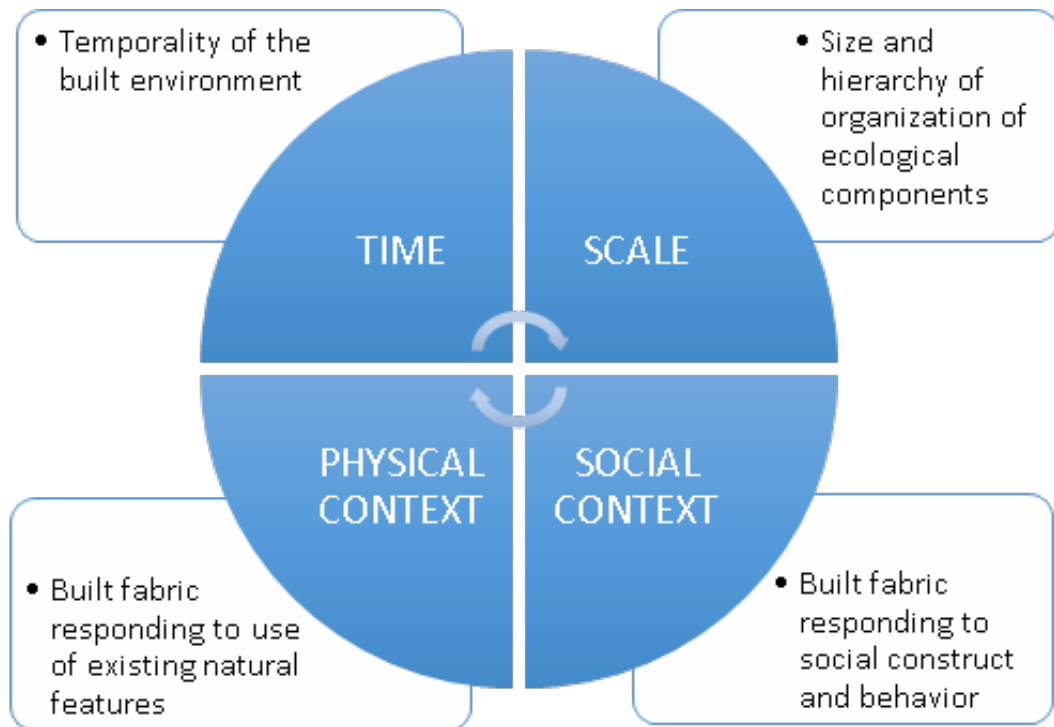 • Temporality of the
built environment
• Size and
hierarchy of
organization of
ecological
components
TIME
SCALE
PHYSICAL
CONTEXT
SOCIAL
CONTEXT
• Built fabric
responding to use
of existing natural
features
• Built fabric
responding to
social construct
and behavior